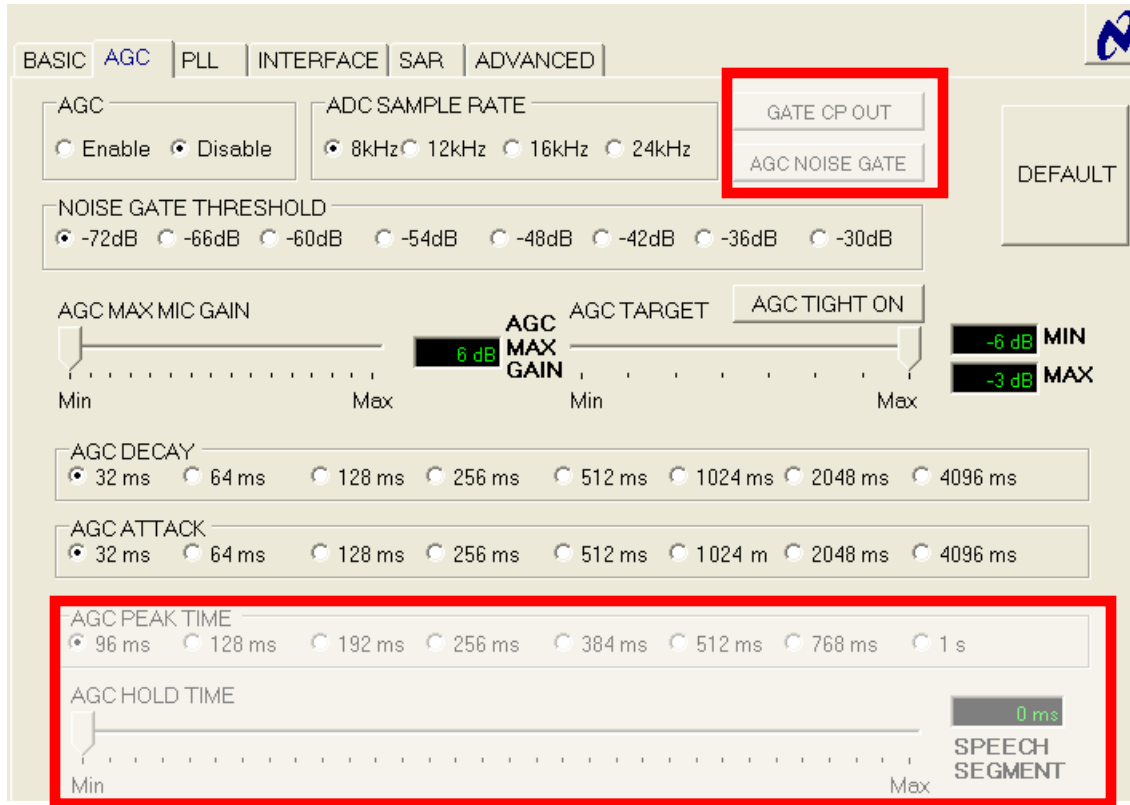 BASIC AGC PLL INTERFACE SAR ADVANCED
AGC
Enable Disable
ADC SAMPLE RATE
8kHz 12kHz 16kHz 24kHz
GATE CP OUT
AGC NOISE GATE
DEFAULT
NOISE GATE THRESHOLD
-72dB -66dB -60dB -54dB -48dB -42dB -36dB -30dB
AGC MAX MIC GAIN
Min Max
6 dB
AGC
MAX
GAIN
AGC TARGET
AGC TIGHT ON
Min Max
-6 dB MIN
-3 dB MAX
AGC DECAY
32 ms 64 ms 128 ms 256 ms 512 ms 1024 ms 2048 ms 4096 ms
AGC ATTACK
32 ms 64 ms 128 ms 256 ms 512 ms 1024 m 2048 ms 4096 ms
AGC PEAK TIME
96 ms 128 ms 192 ms 256 ms 384 ms 512 ms 768 ms 1 s
AGC HOLD TIME
Min Max
0 ms
SPEECH
SEGMENT